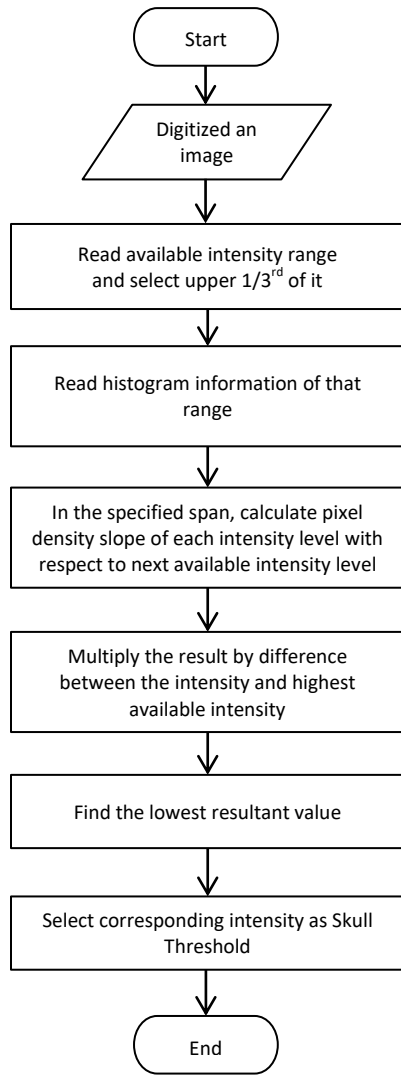 Start
Digitized an
image
Read available intensity range
and select upper 1/3rd of it
Read histogram information of that
range
In the specified span, calculate pixel
density slope of each intensity level with
respect to next available intensity level
Multiply the result by difference
between the intensity and highest
available intensity
Find the lowest resultant value
Select corresponding intensity as Skull
Threshold
End